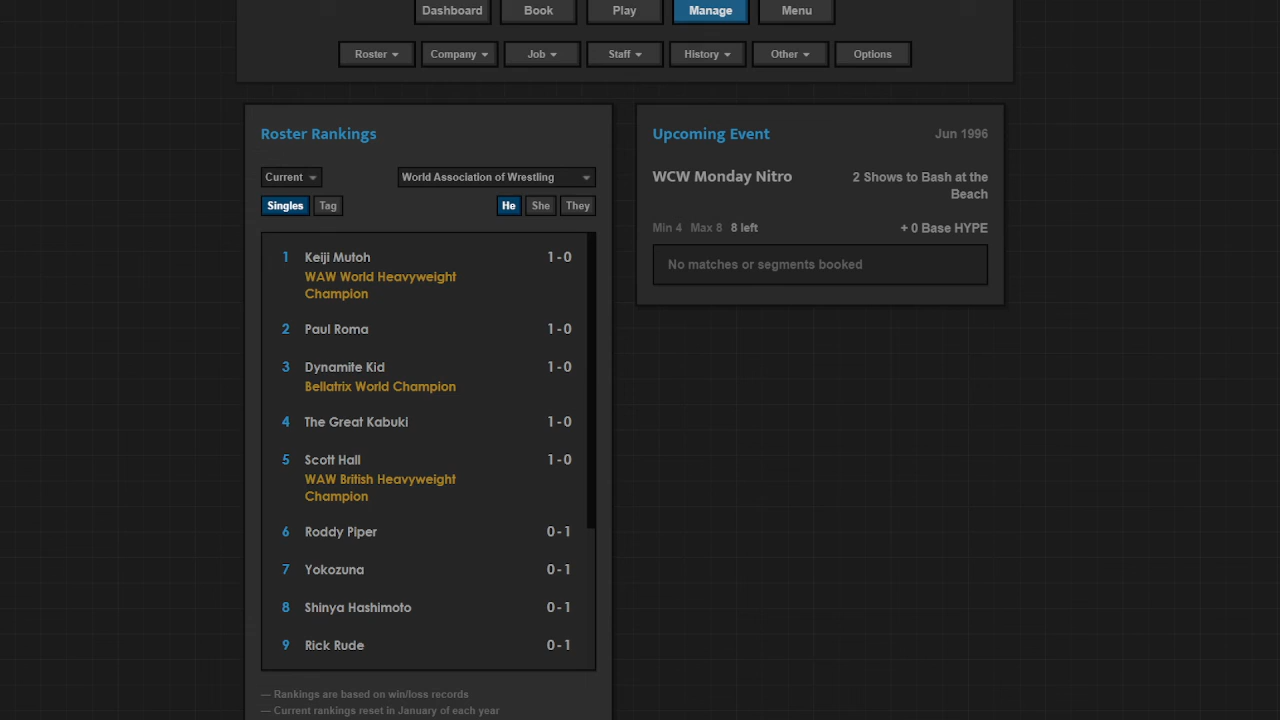 Dashboard Book Play Manage Menu
Roster Company Job Staff History Other Options
Roster Rankings
Current World Association of Wrestling
Singles Tag He She They
1 Keiji Mutoh 1 - 0
WAW World Heavyweight
Champion
2 Paul Roma 1 - 0
3 Dynamite Kid 1 - 0
Bellatrix World Champion
4 The Great Kabuki 1 - 0
5 Scott Hall 1 - 0
WAW British Heavyweight
Champion
6 Roddy Piper 0 - 1
7 Yokozuna 0 - 1
8 Shinya Hashimoto 0 - 1
9 Rick Rude 0 - 1
— Rankings are based on win/loss records
— Current rankings reset in January of each year
Upcoming Event Jun 1996
WCW Monday Nitro 2 Shows to Bash at the
Beach
Min 4 Max 8 8 left + 0 Base HYPE
No matches or segments booked